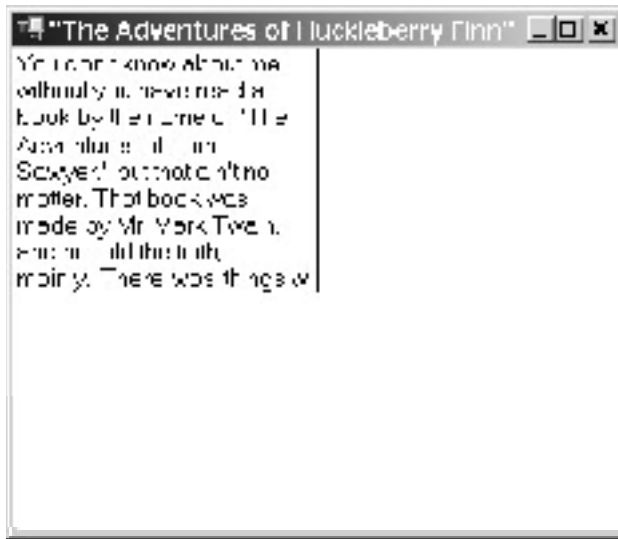 "The Adventures of Huckleberry Finn"
You don't know about me
without you have read a
book by the name of "The
Adventures of Tom
Sawyer," but that ain't no
matter. That book was
made by Mr. Mark Twain,
and he told the truth,
mainly. There was things w